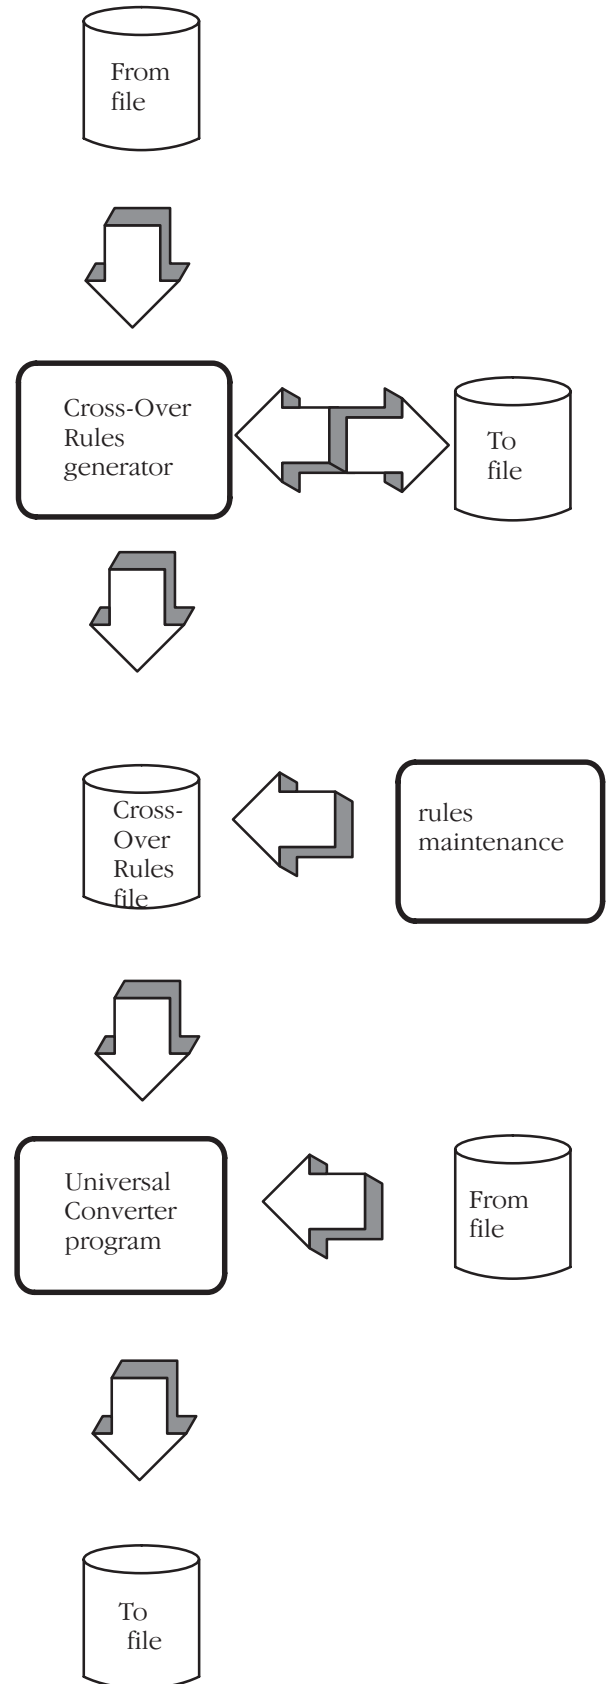 From
file
Cross-Over
Rules
generator
To
file
Cross-
Over
Rules
file
rules
maintenance
Universal
Converter
program
From
file
To
file